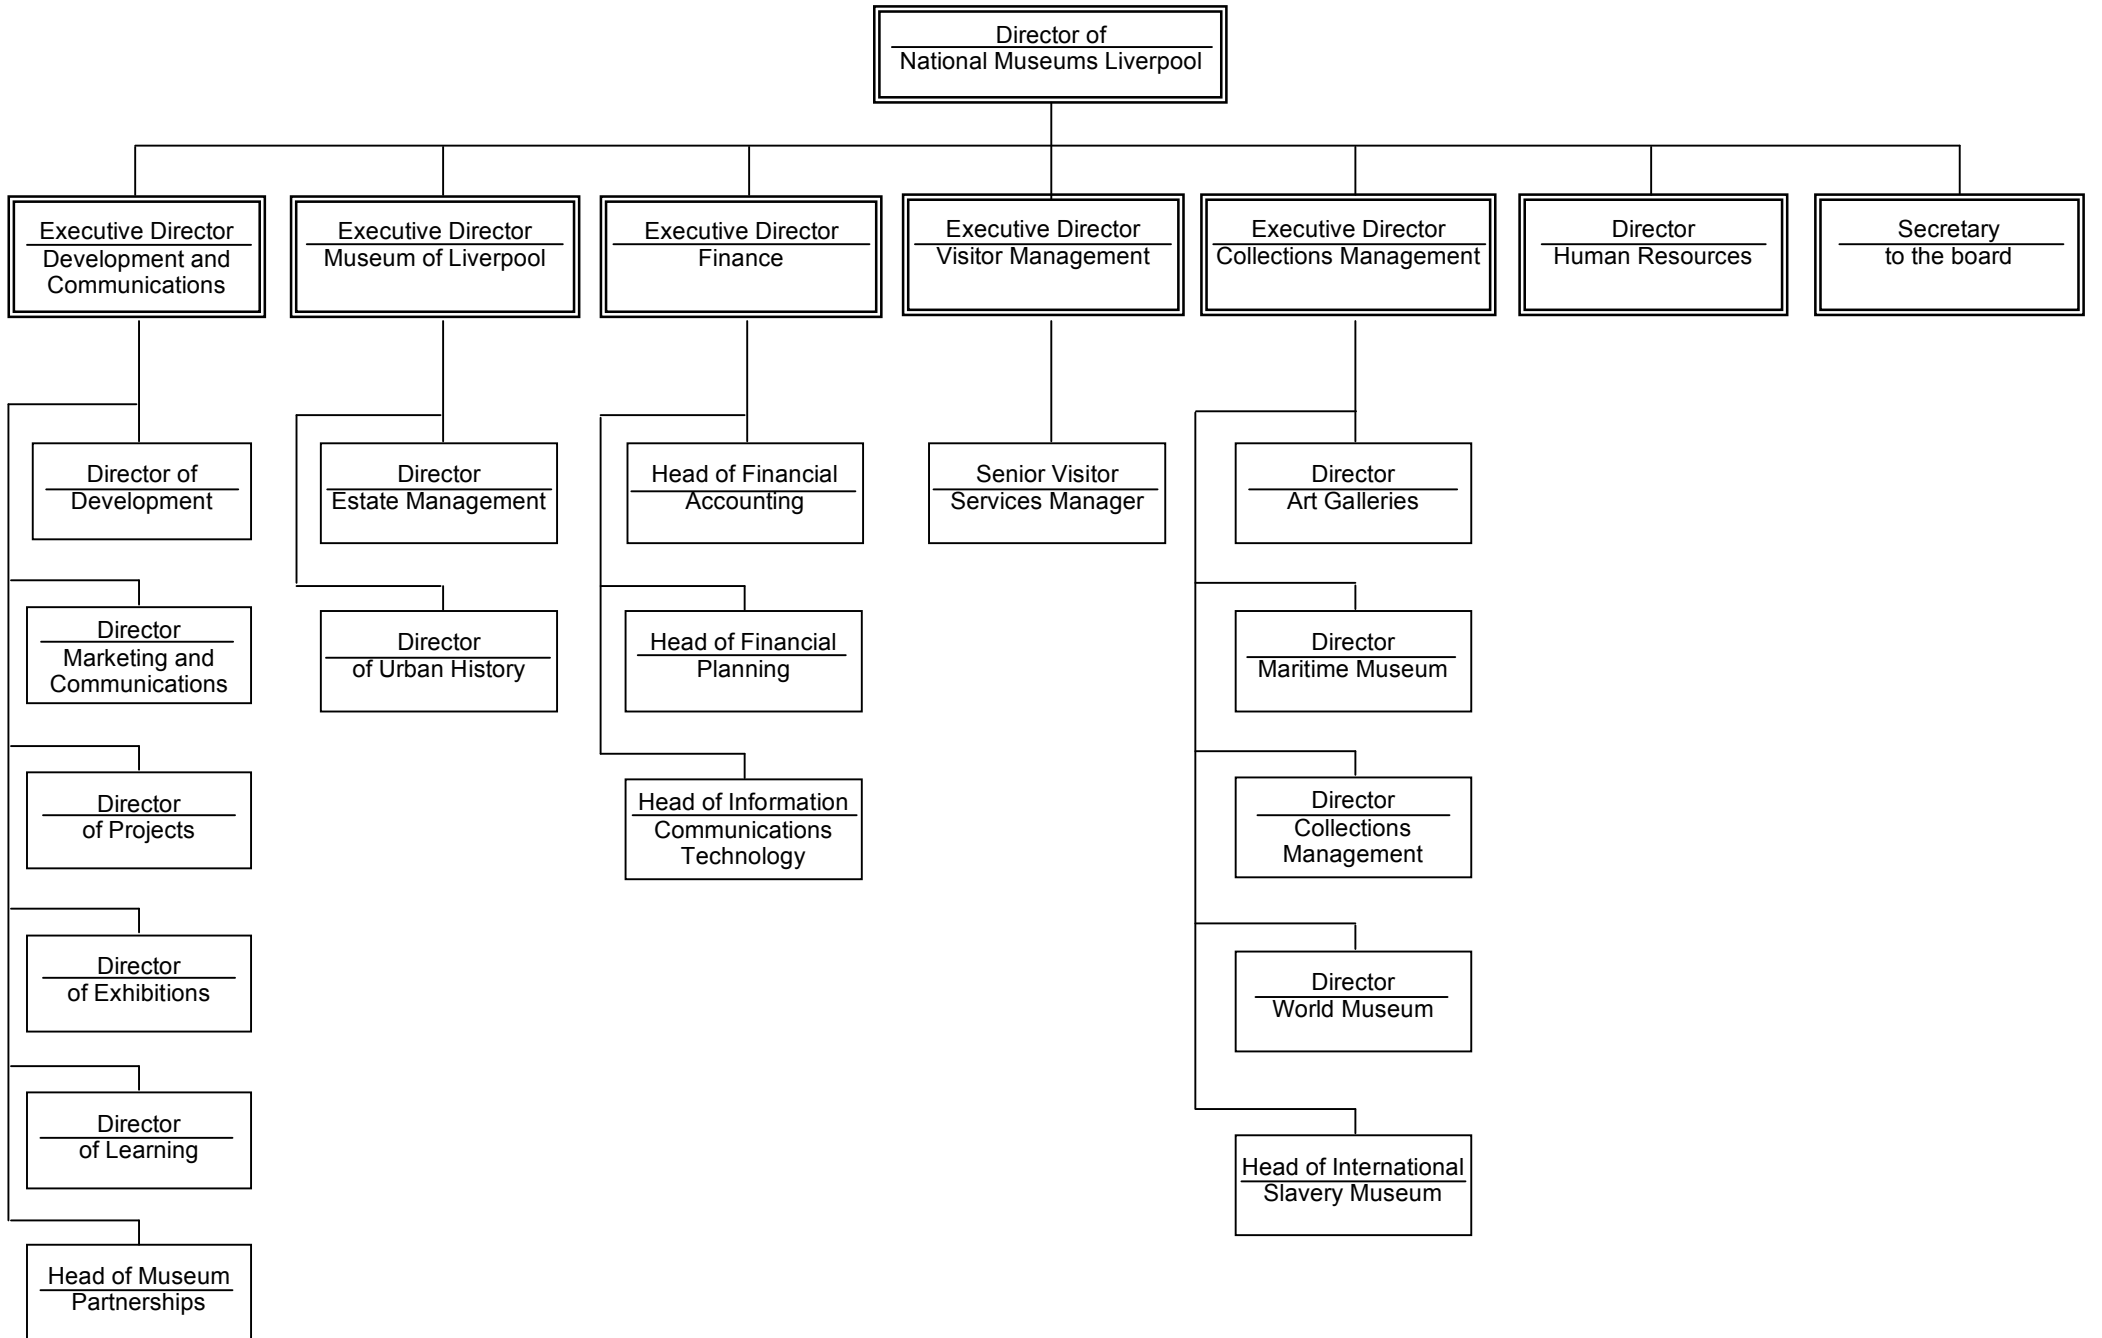 Director of
National Museums Liverpool
Executive Director
Development and
Communications
Executive Director
Museum of Liverpool
Executive Director
Finance
Executive Director
Visitor Management
Executive Director
Collections Management
Director
Human Resources
Secretary
to the board
Director of
Development
Director
Marketing and
Communications
Director
of Projects
Director
of Exhibitions
Director
of Learning
Head of Museum
Partnerships
Director
Estate Management
Director
of Urban History
Head of Financial
Accounting
Head of Financial
Planning
Head of Information
Communications
Technology
Senior Visitor
Services Manager
Director
Art Galleries
Director
Maritime Museum
Director
Collections
Management
Director
World Museum
Head of International
Slavery Museum